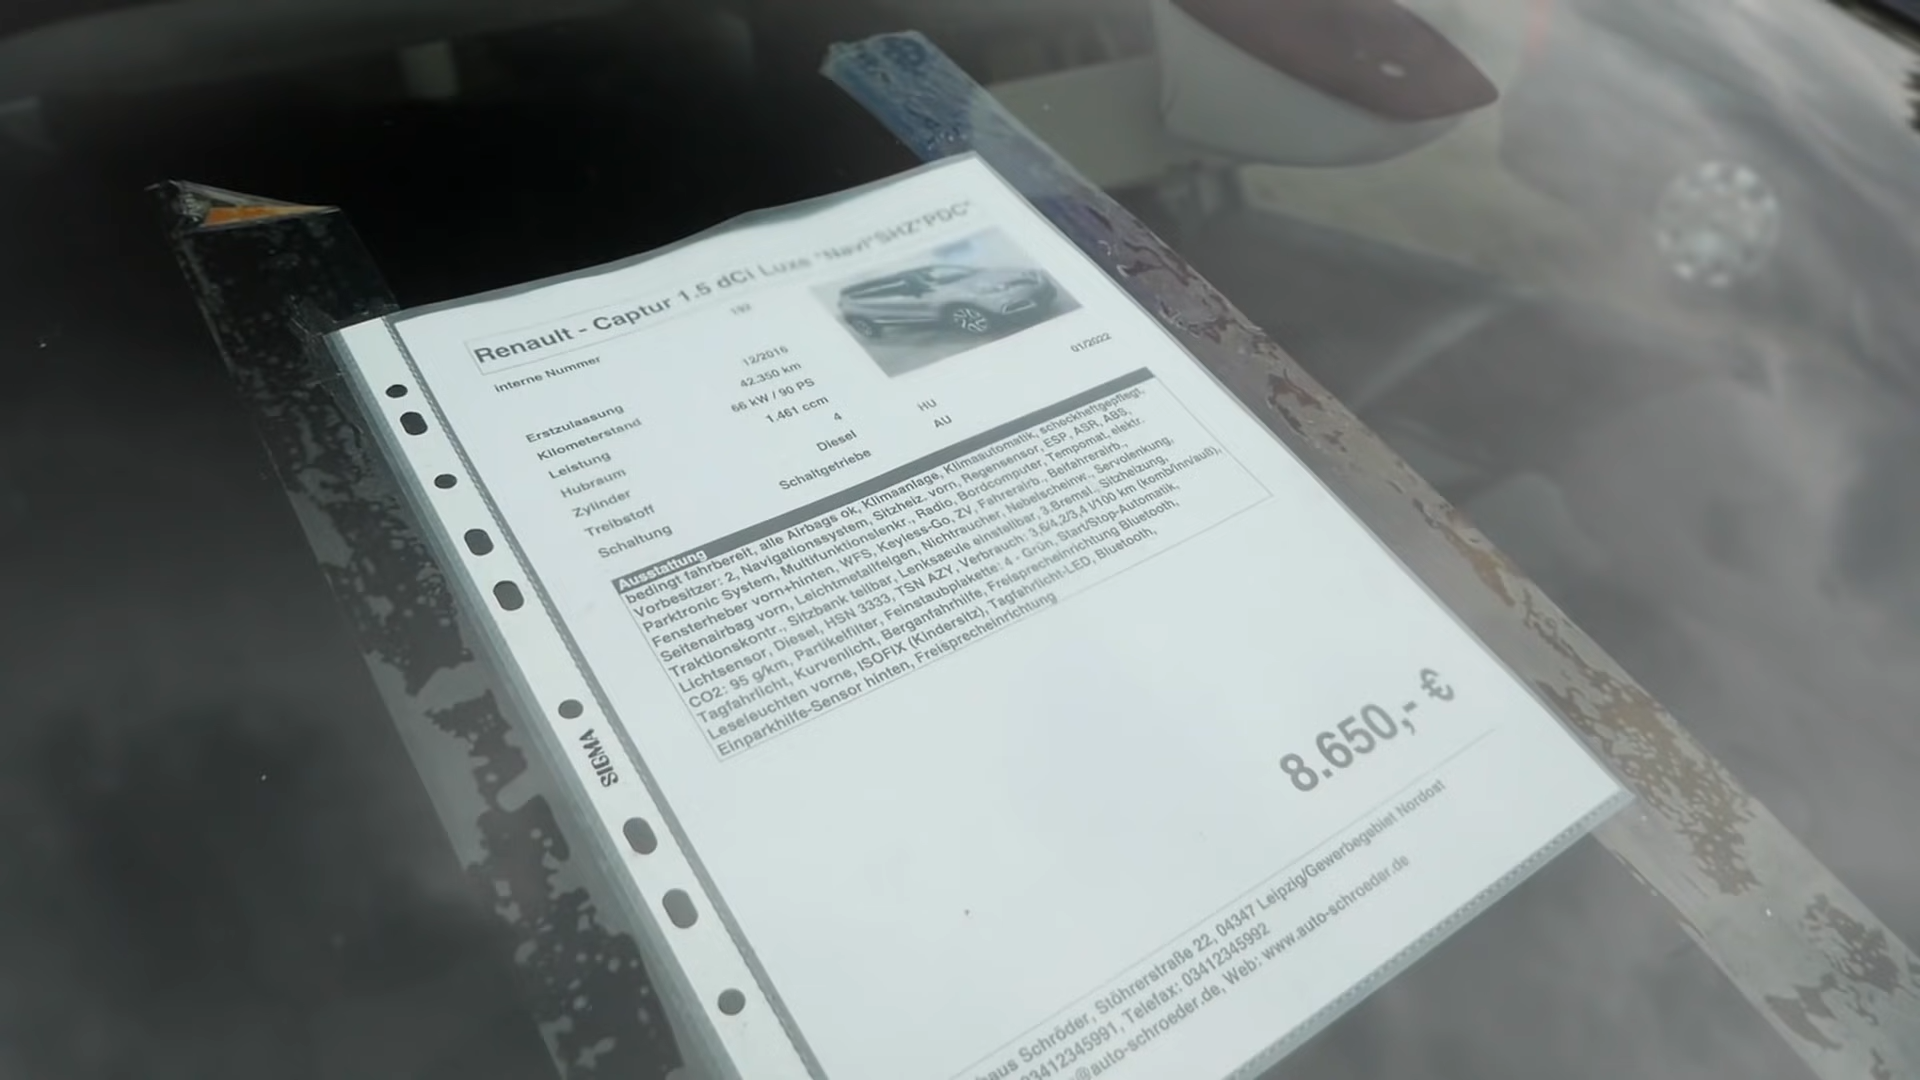 Renault - Captur 1.5 dCi Luxe *Navi*SHZ*PDC*
Interne Nummer 192
Erstzulassung 12/2016
Kilometerstand 42.350 km
Leistung 66 kW / 90 PS
Hubraum 1.461 ccm
Zylinder 4
Treibstoff Diesel
Schaltung Schaltgetriebe
HU 01/2022
AU
Ausstattung
bedingt fahrbereit, alle Airbags ok, Klimaanlage, Klimaautomatik, scheckheftgepflegt,
Vorbesitzer: 2, Navigationssystem, Sitzheiz. vorn, Regensensor, ESP, ASR, ABS,
Parktronic System, Multifunktionslenkr., Radio, Bordcomputer, Tempomat, elektr.
Fensterheber vorn+hinten, WFS, Keyless-Go, ZV, Fahrerairb., Beifahrerairb.,
Seitenairbag vorn, Leichtmetallfelgen, Nichtraucher, Nebelscheinw., Servolenkung,
Traktionskontr., Sitzbank teilbar, Lenksaeule einstellbar, 3.Bremsl., Sitzheizung,
Lichtsensor, Diesel, HSN 3333, TSN AZY, Verbrauch: 3,6/4,2/3,4 l/100 km (komb/inn/auß),
CO2: 95 g/km, Partikelfilter, Feinstaubplakette: 4 - Grün, Start/Stop-Automatik,
Tagfahrlicht, Kurvenlicht, Berganfahrhilfe, Freisprecheinrichtung Bluetooth,
Leseleuchten vorne, ISOFIX (Kindersitz), Tagfahrlicht-LED, Bluetooth,
Einparkhilfe-Sensor hinten, Freisprecheinrichtung
8.650,- €
SIGMA
haus Schröder, Stöhrerstraße 22, 04347 Leipzig/Gewerbegebiet Nordost
03412345991, Telefax: 03412345992
@auto-schroeder.de, Web: www.auto-schroeder.de